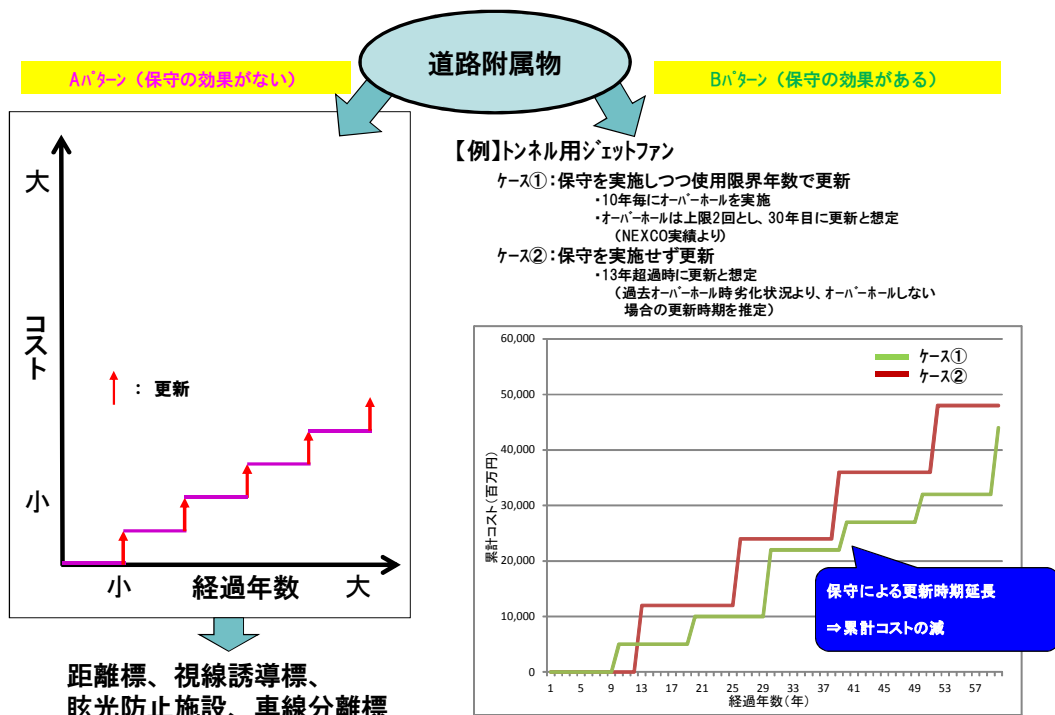 道路附属物
Aﾊﾟﾀｰﾝ（保守の効果がない）
Bﾊﾟﾀｰﾝ（保守の効果がある）
大
コスト
小
： 更新
小
経過年数
大
距離標、視線誘導標、
眩光防止施設、車線分離標
【例】トンネル用ｼﾞｪｯﾄﾌｧﾝ
ｹｰｽ①：保守を実施しつつ使用限界年数で更新
・10年毎にｵｰﾊﾞｰﾎｰﾙを実施
・ｵｰﾊﾞｰﾎｰﾙは上限2回とし、30年目に更新と想定
（NEXCO実績より）
ｹｰｽ②：保守を実施せず更新
・13年超過時に更新と想定
（過去ｵｰﾊﾞｰﾎｰﾙ時劣化状況より、ｵｰﾊﾞｰﾎｰﾙしない
場合の更新時期を推定）
60,000
50,000
40,000
30,000
20,000
10,000
0
累計コスト（百万円）
ｹｰｽ①
ｹｰｽ②
保守による更新時期延長
⇒累計コストの減
1 5 9 13 17 21 25 29 33 37 41 45 49 53 57
経過年数（年）